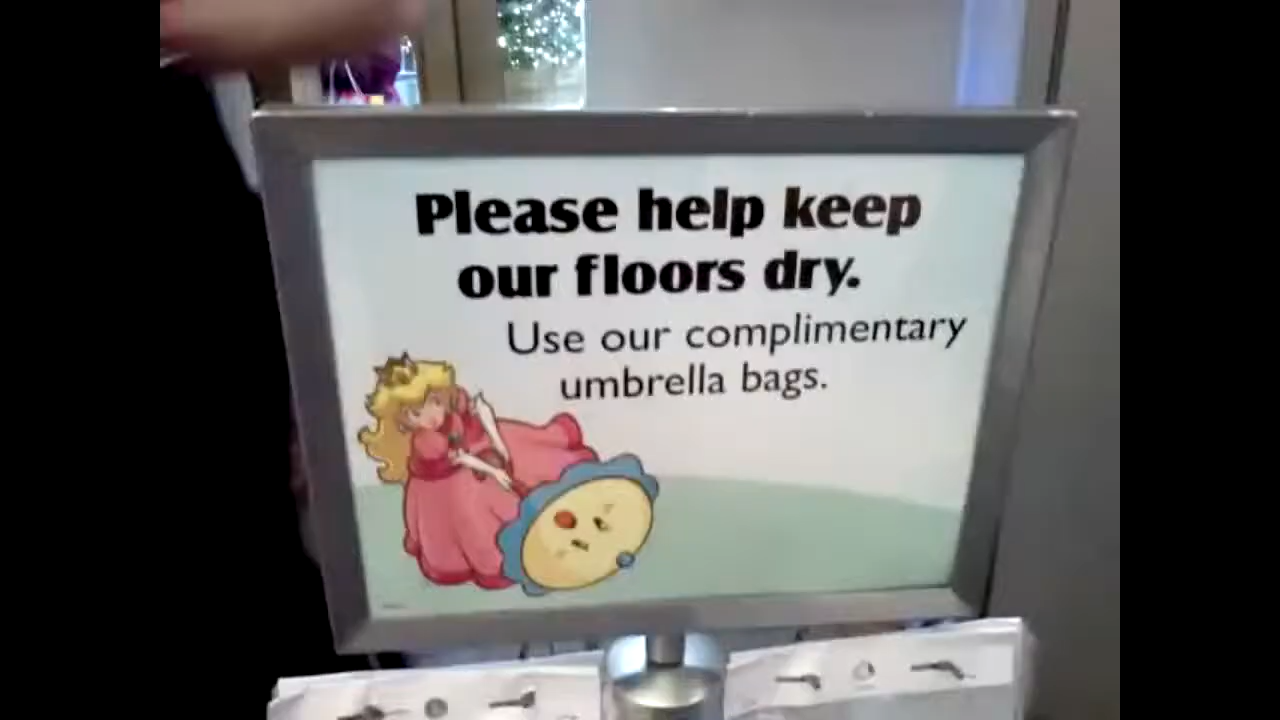 Please help keep
our floors dry.
Use our complimentary
umbrella bags.